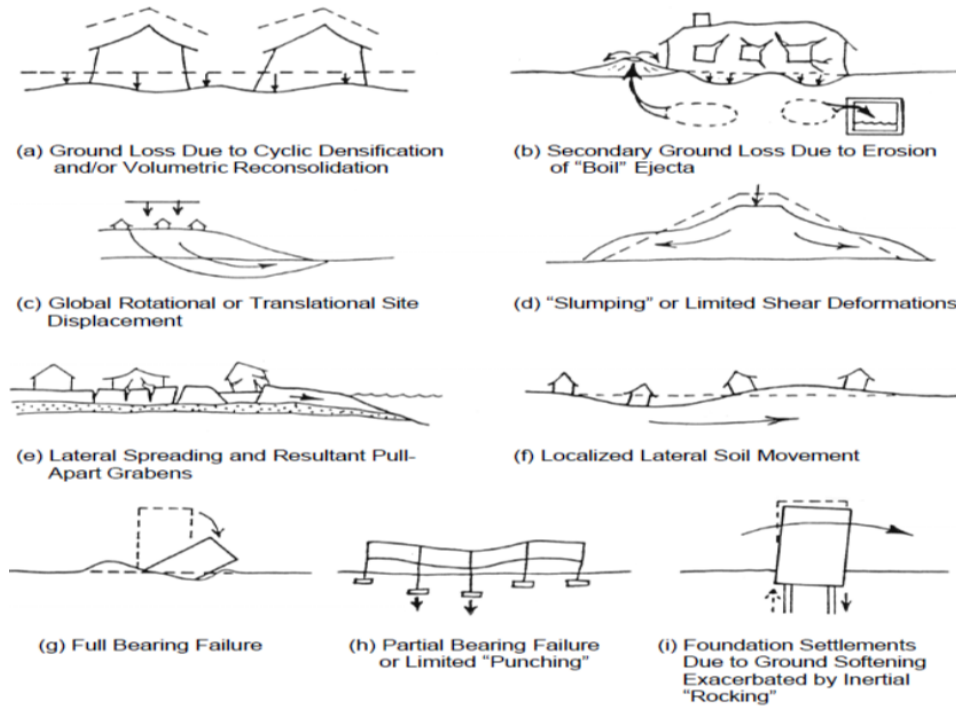 (a) Ground Loss Due to Cyclic Densification
and/or Volumetric Reconsolidation
(b) Secondary Ground Loss Due to Erosion
of "Boil" Ejecta
(c) Global Rotational or Translational Site
Displacement
(d) "Slumping" or Limited Shear Deformations
(e) Lateral Spreading and Resultant Pull-
Apart Grabens
(f) Localized Lateral Soil Movement
(g) Full Bearing Failure
(h) Partial Bearing Failure
or Limited "Punching"
(i) Foundation Settlements
Due to Ground Softening
Exacerbated by Inertial
"Rocking"